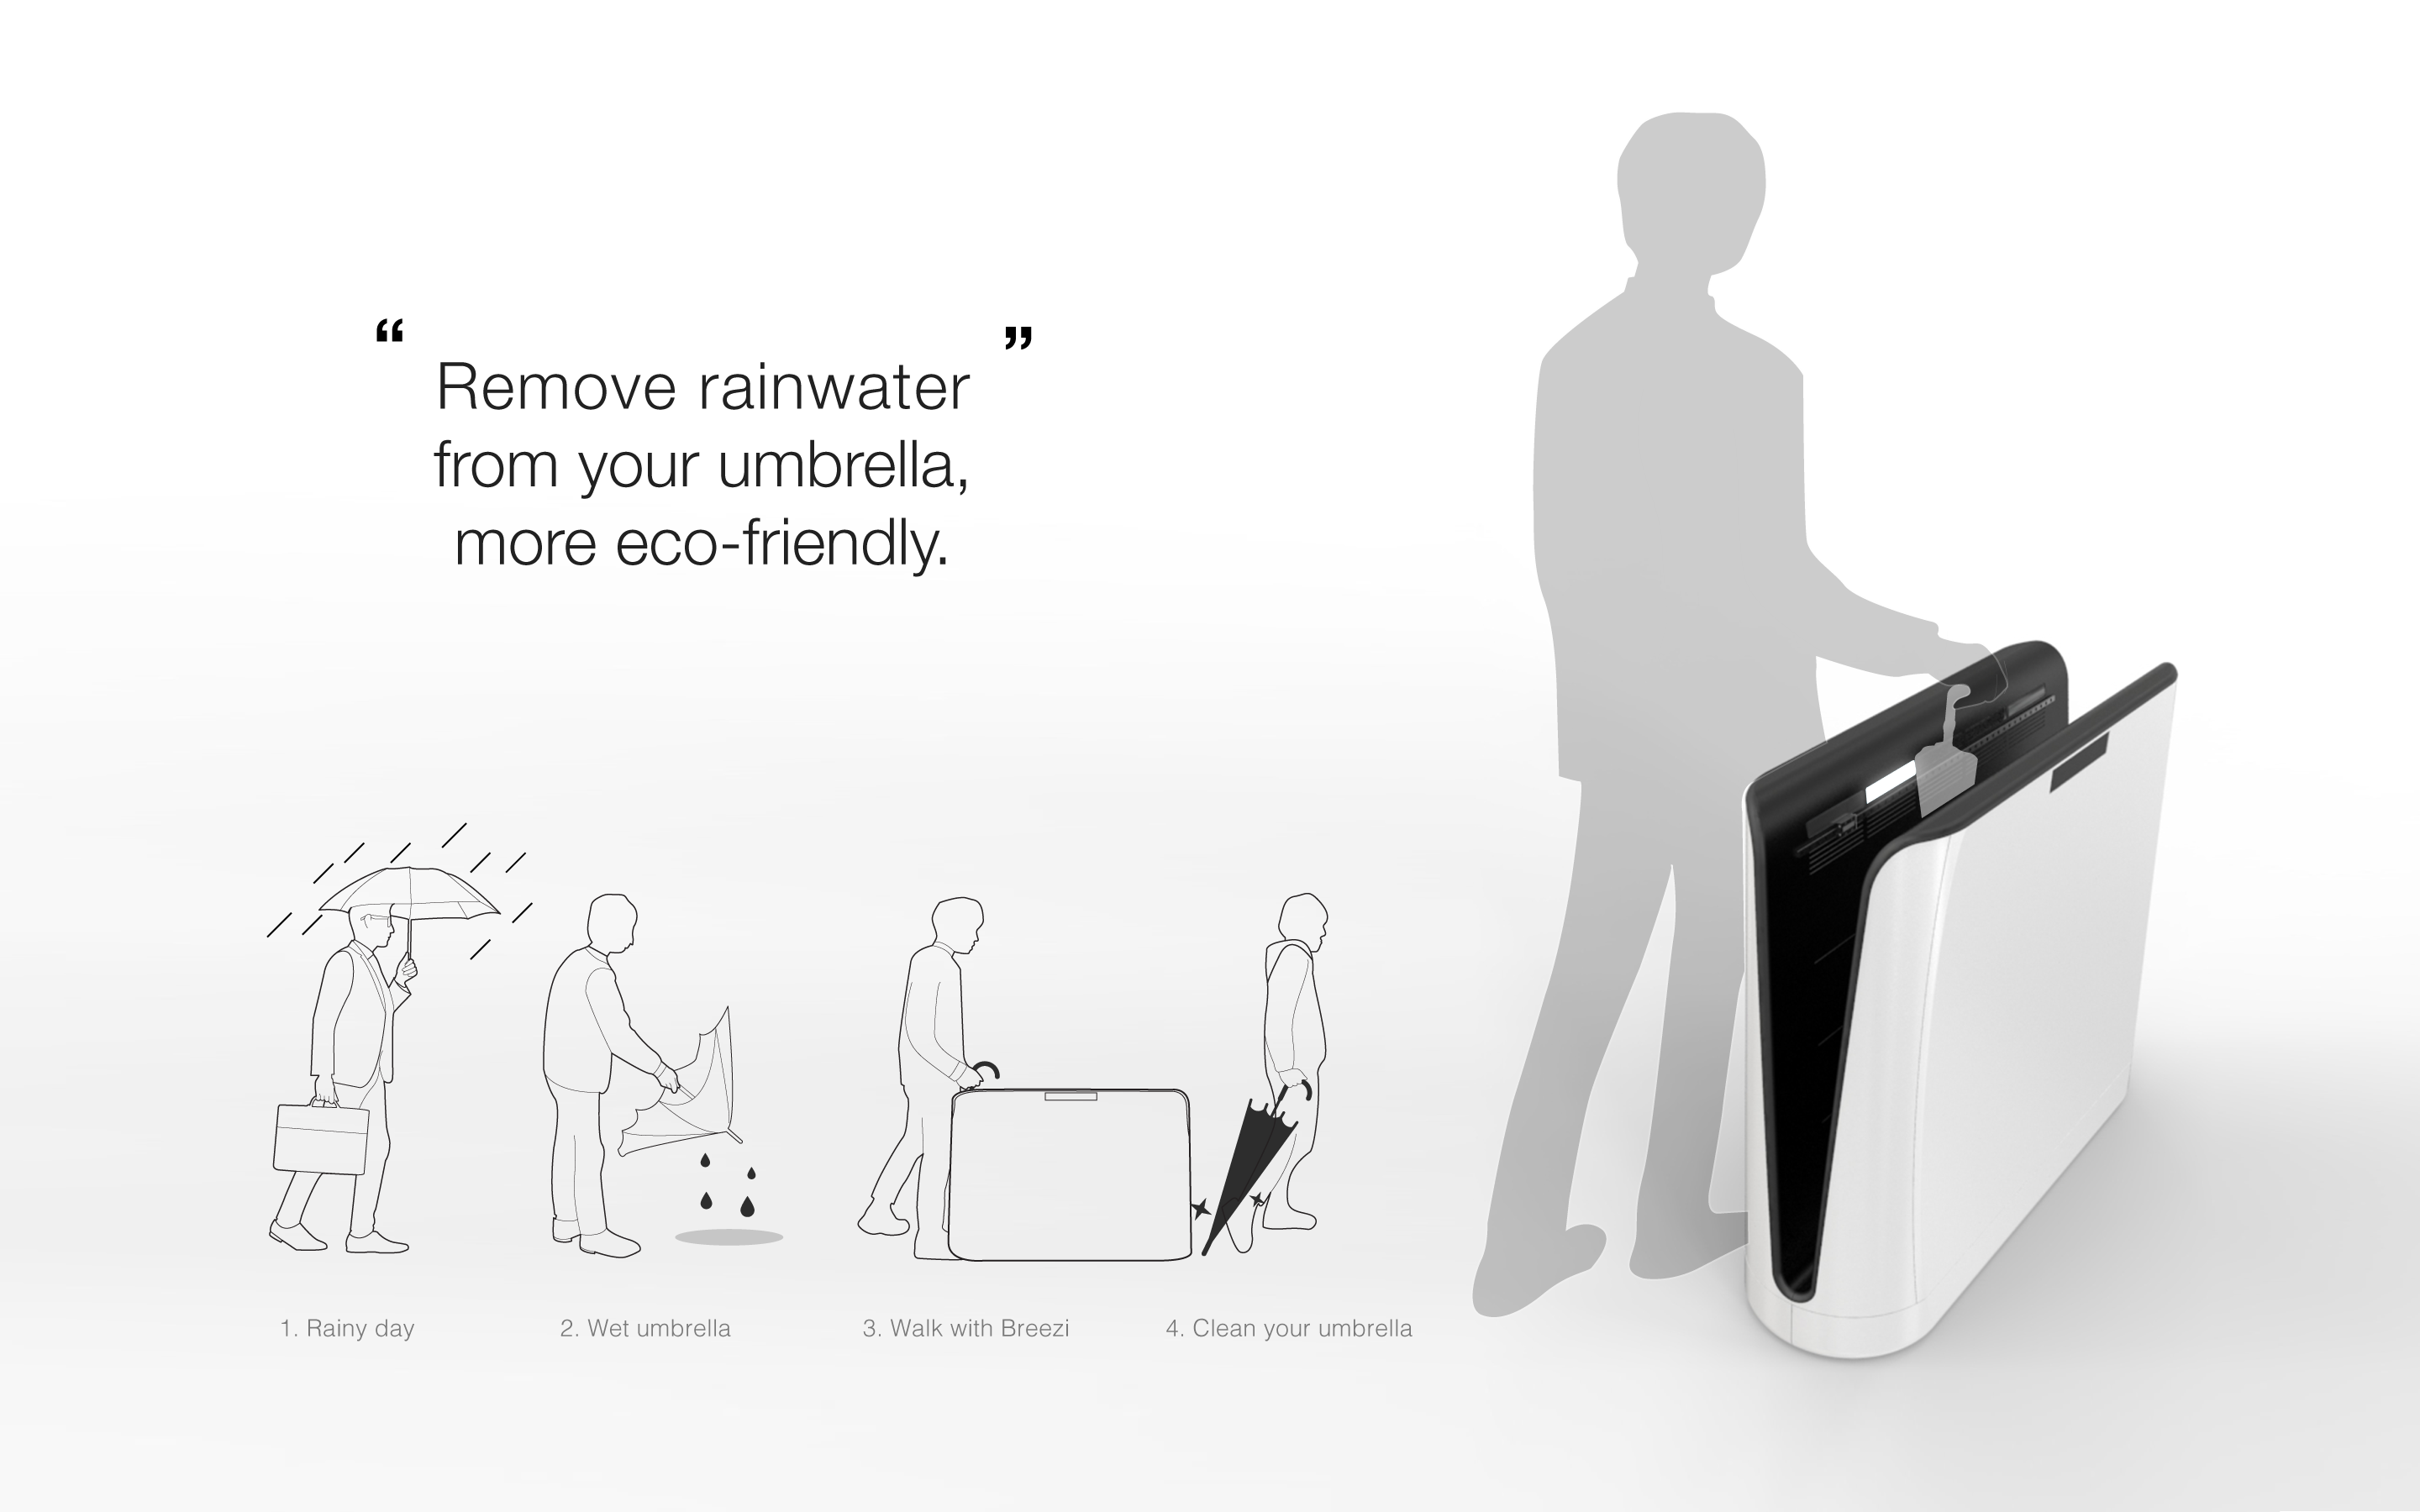 “ Remove rainwater ”
from your umbrella,
more eco-friendly.
1. Rainy day
2. Wet umbrella
3. Walk with Breezi
4. Clean your umbrella